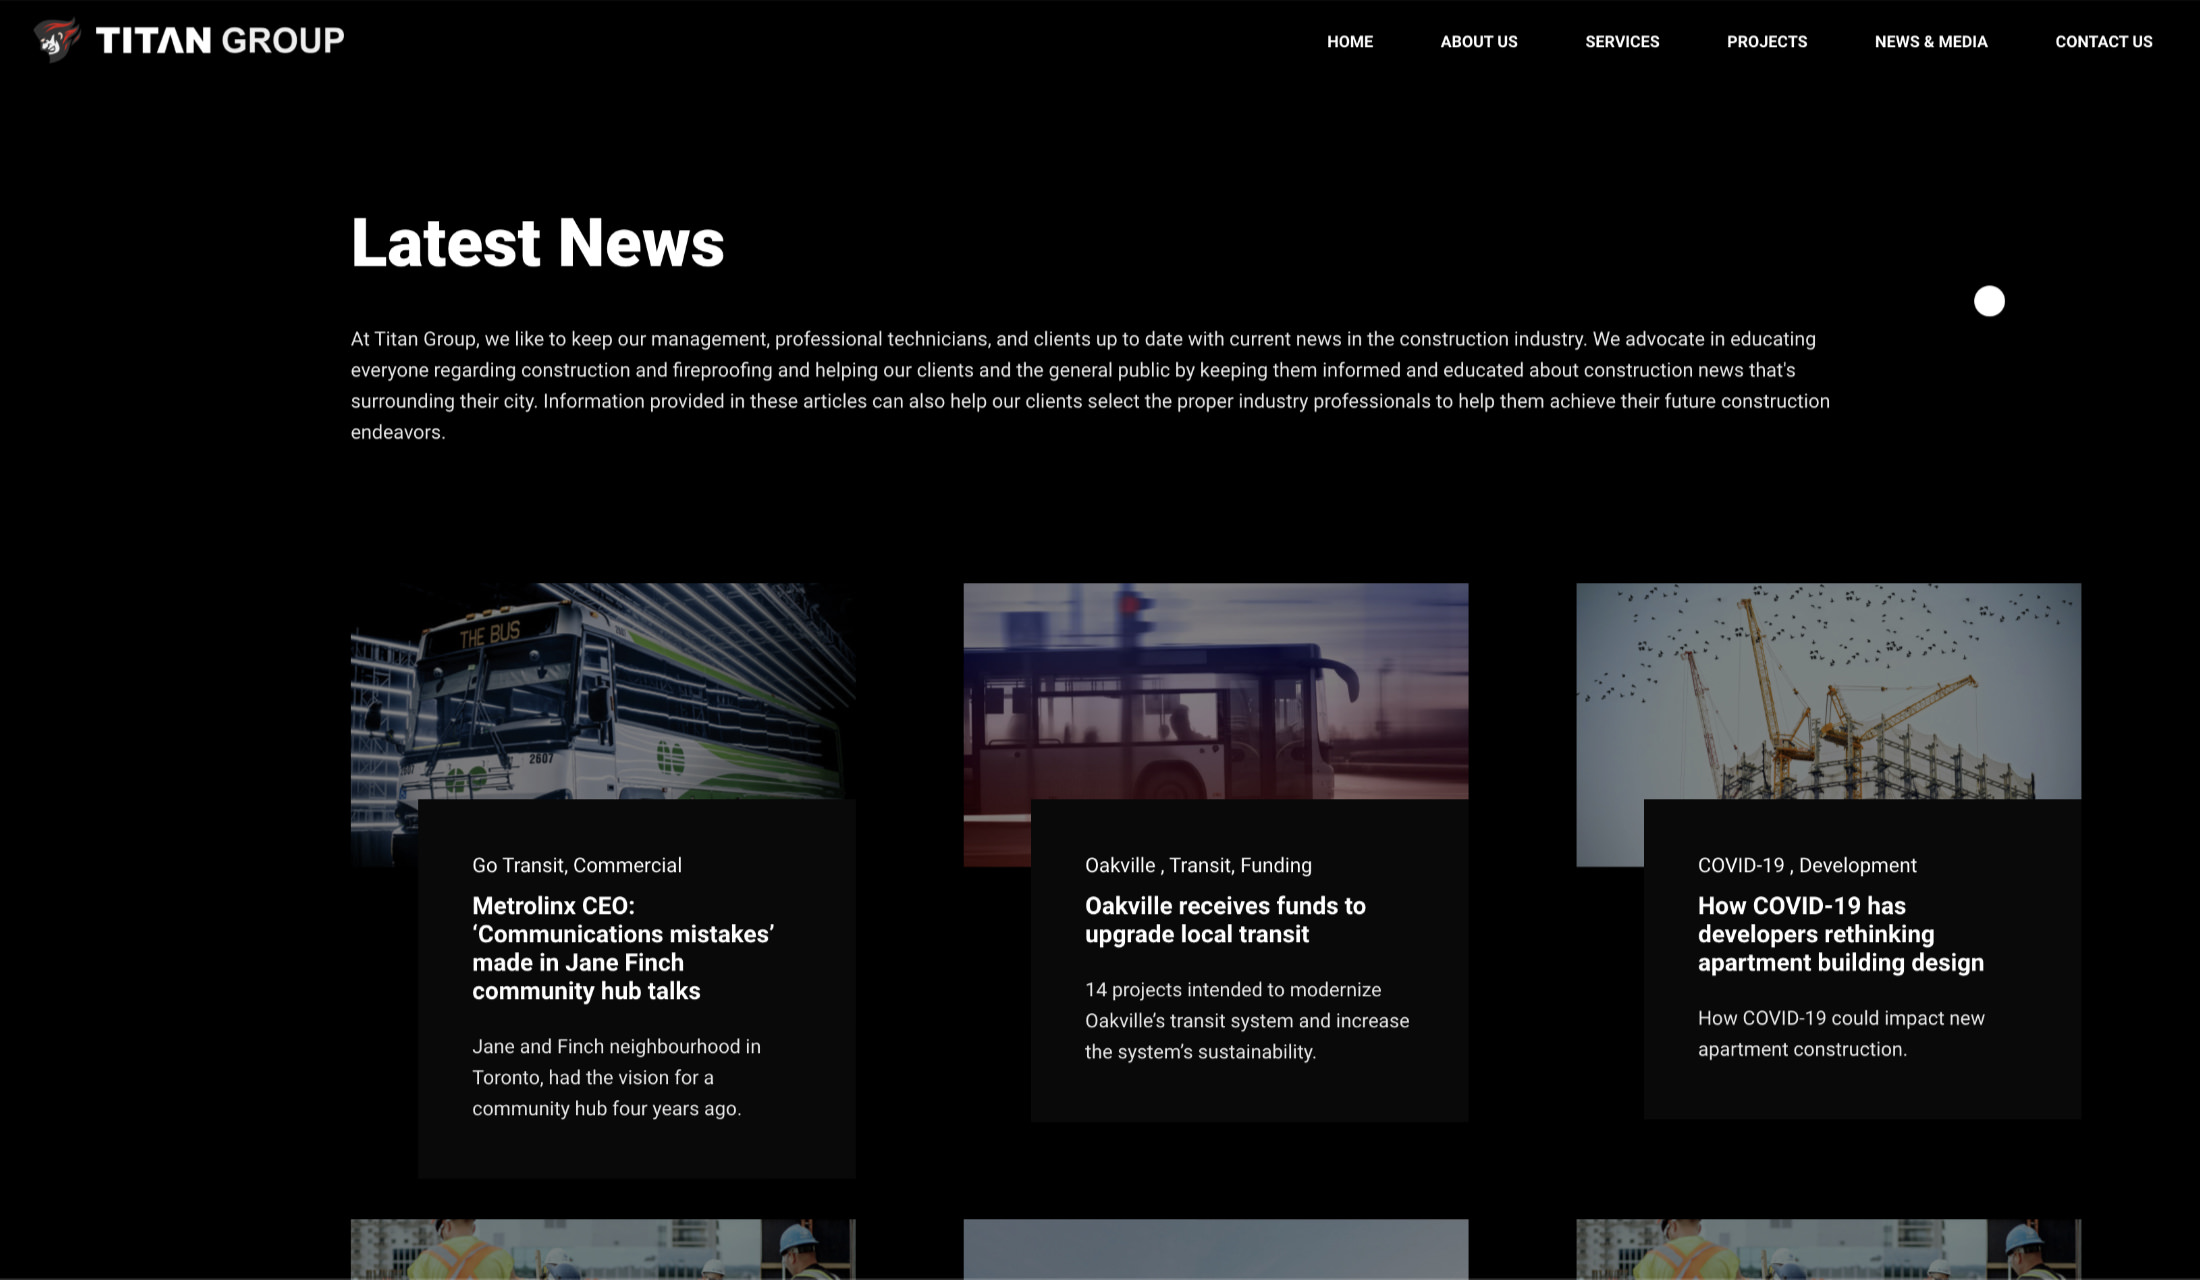 TITAN GROUP
HOME ABOUT US SERVICES PROJECTS NEWS & MEDIA CONTACT US
Latest News
At Titan Group, we like to keep our management, professional technicians, and clients up to date with current news in the construction industry. We advocate in educating
everyone regarding construction and fireproofing and helping our clients and the general public by keeping them informed and educated about construction news that's
surrounding their city. Information provided in these articles can also help our clients select the proper industry professionals to help them achieve their future construction
endeavors.
THE BUS
2607
Go Transit, Commercial
Metrolinx CEO:
‘Communications mistakes’
made in Jane Finch
community hub talks
Jane and Finch neighbourhood in
Toronto, had the vision for a
community hub four years ago.
Oakville , Transit, Funding
Oakville receives funds to
upgrade local transit
14 projects intended to modernize
Oakville’s transit system and increase
the system’s sustainability.
COVID-19 , Development
How COVID-19 has
developers rethinking
apartment building design
How COVID-19 could impact new
apartment construction.